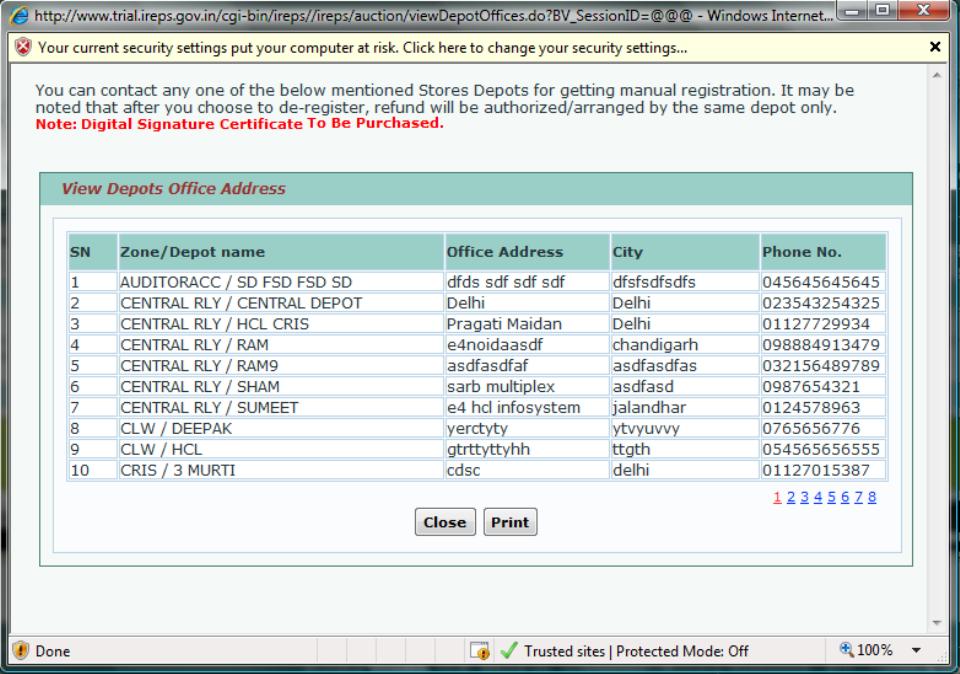 http://www.trial.ireps.gov.in/cgi-bin/ireps//ireps/auction/viewDepotOffices.do?BV_SessionID=@@@ - Windows Internet...
Your current security settings put your computer at risk. Click here to change your security settings...
You can contact any one of the below mentioned Stores Depots for getting manual registration. It may be
noted that after you choose to de-register, refund will be authorized/arranged by the same depot only.
Note: Digital Signature Certificate To Be Purchased.
View Depots Office Address
SN Zone/Depot name Office Address City Phone No.
1 AUDITORACC / SD FSD FSD SD dfds sdf sdf sdf dfsfsdfsdfs 045645645645
2 CENTRAL RLY / CENTRAL DEPOT Delhi Delhi 023543254325
3 CENTRAL RLY / HCL CRIS Pragati Maidan Delhi 01127729934
4 CENTRAL RLY / RAM e4noidaasdf chandigarh 098884913479
5 CENTRAL RLY / RAM9 asdfasdfaf asdfasdfas 032156489789
6 CENTRAL RLY / SHAM sarb multiplex asdfasd 0987654321
7 CENTRAL RLY / SUMEET e4 hcl infosystem jalandhar 0124578963
8 CLW / DEEPAK yerctyty ytvyuvvy 0765656776
9 CLW / HCL gtrttyttyhh ttgth 054565656555
10 CRIS / 3 MURTI cdsc delhi 01127015387
1 2 3 4 5 6 7 8
Close Print
Done Trusted sites | Protected Mode: Off 100%